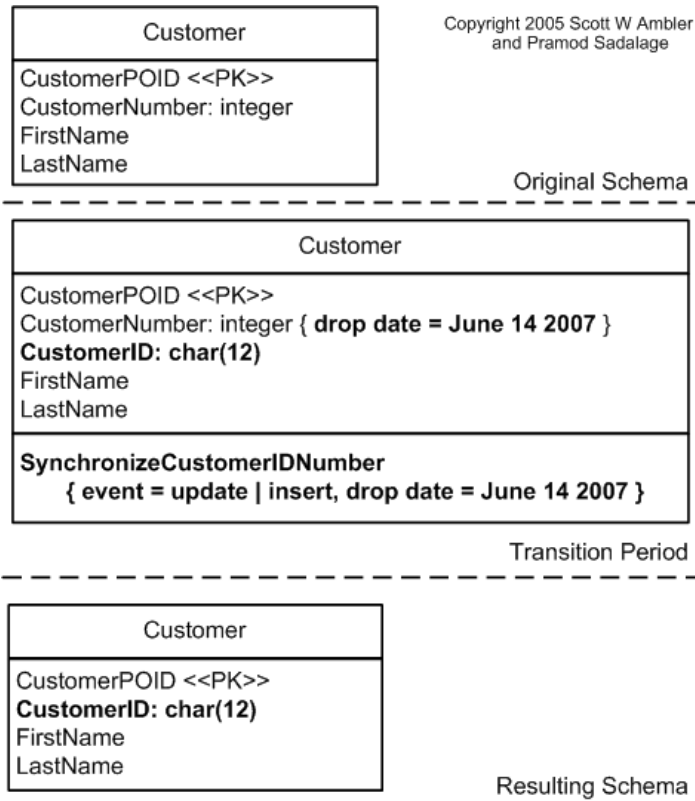 Customer
Copyright 2005 Scott W Ambler
and Pramod Sadalage
CustomerPOID <<PK>>
CustomerNumber: integer
FirstName
LastName
Original Schema
Customer
CustomerPOID <<PK>>
CustomerNumber: integer { drop date = June 14 2007 }
CustomerID: char(12)
FirstName
LastName
SynchronizeCustomerIDNumber
{ event = update | insert, drop date = June 14 2007 }
Transition Period
Customer
CustomerPOID <<PK>>
CustomerID: char(12)
FirstName
LastName
Resulting Schema